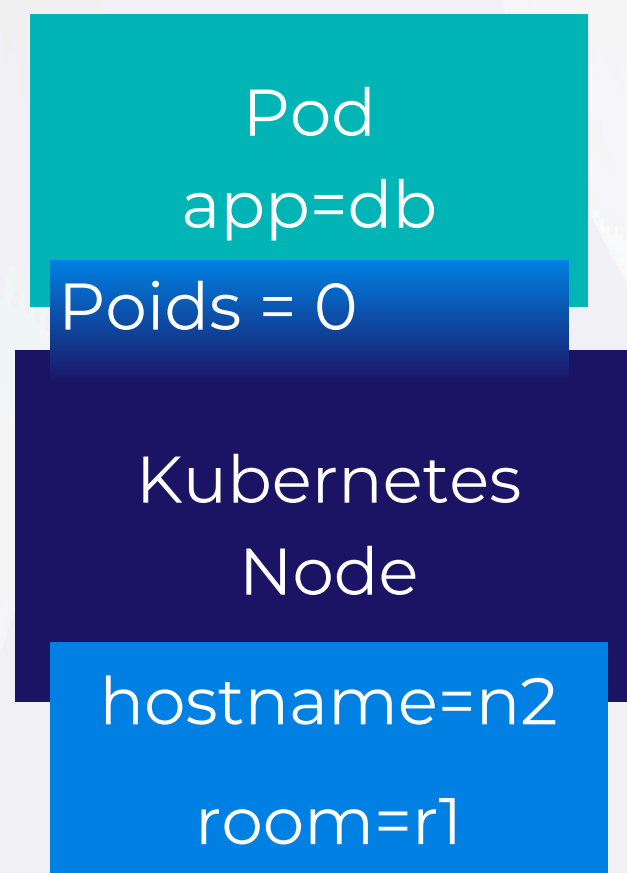 Pod
app=db
Poids = 0
Kubernetes
Node
hostname=n2
room=r1